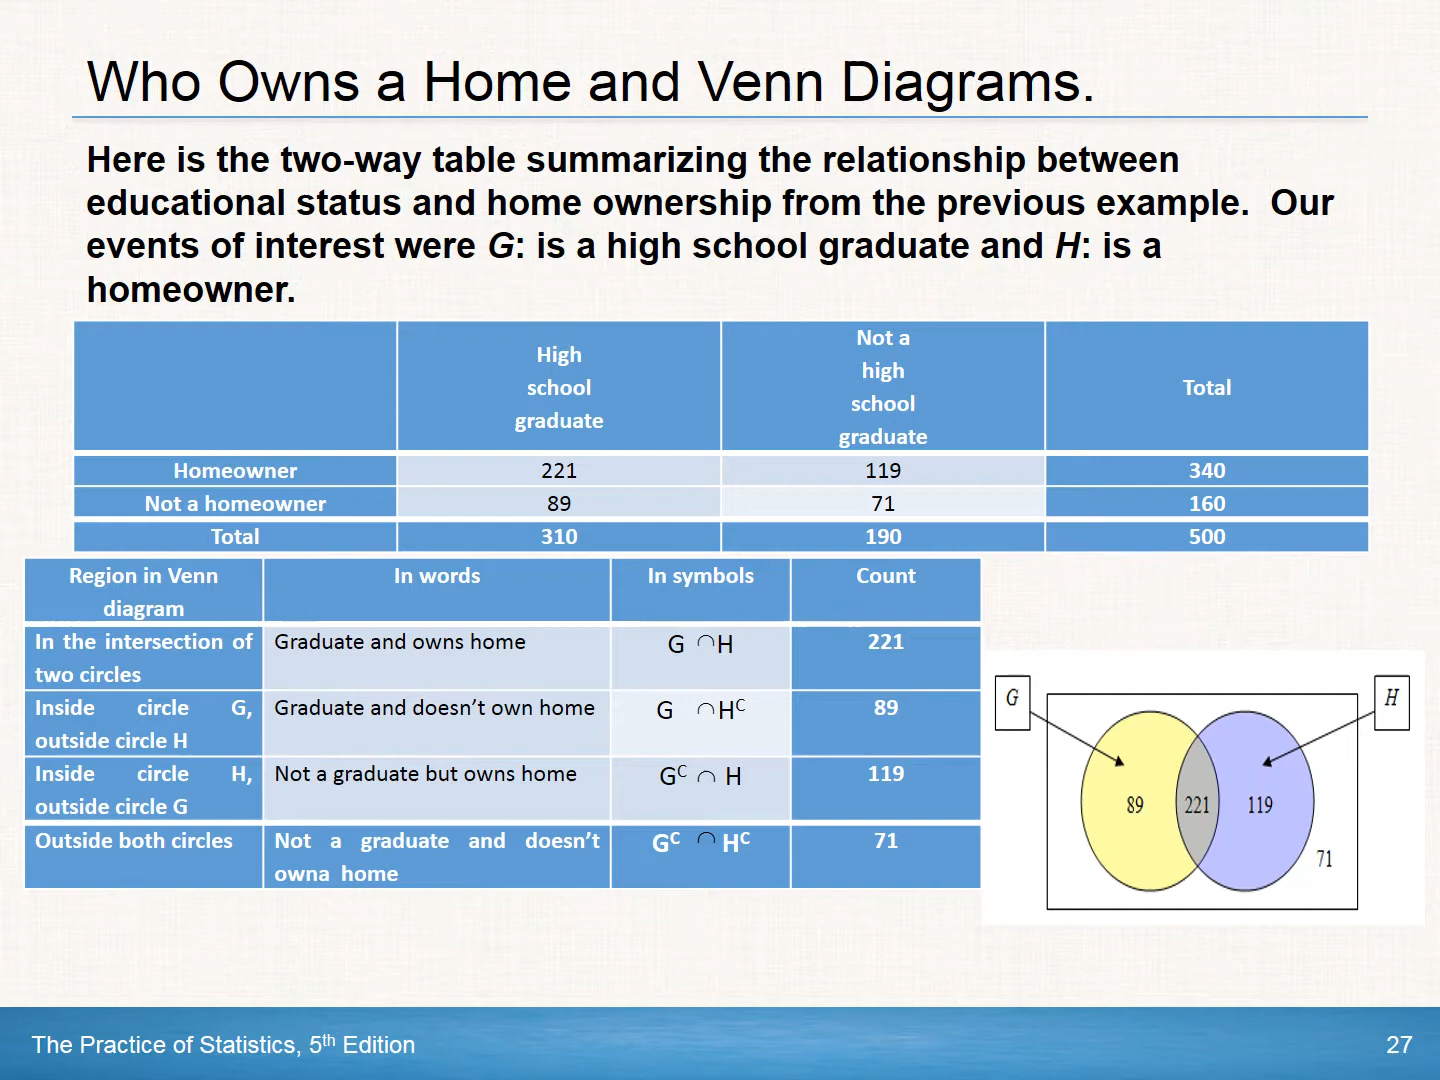 Who Owns a Home and Venn Diagrams.
Here is the two-way table summarizing the relationship between
educational status and home ownership from the previous example. Our
events of interest were G: is a high school graduate and H: is a
homeowner.
High
school
graduate
Not a
high
school
graduate
Total
Homeowner 221 119 340
Not a homeowner 89 71 160
Total 310 190 500
Region in Venn
diagram
In words
In symbols
Count
In the intersection of
two circles
Graduate and owns home
G ∩H
221
Inside circle G,
outside circle H
Graduate and doesn’t own home
G ∩Hᶜ
89
Inside circle H,
outside circle G
Not a graduate but owns home
Gᶜ ∩ H
119
Outside both circles
Not a graduate and doesn’t
owna home
Gᶜ ∩ Hᶜ
71
G
H
89 221 119
71
The Practice of Statistics, 5th Edition
27